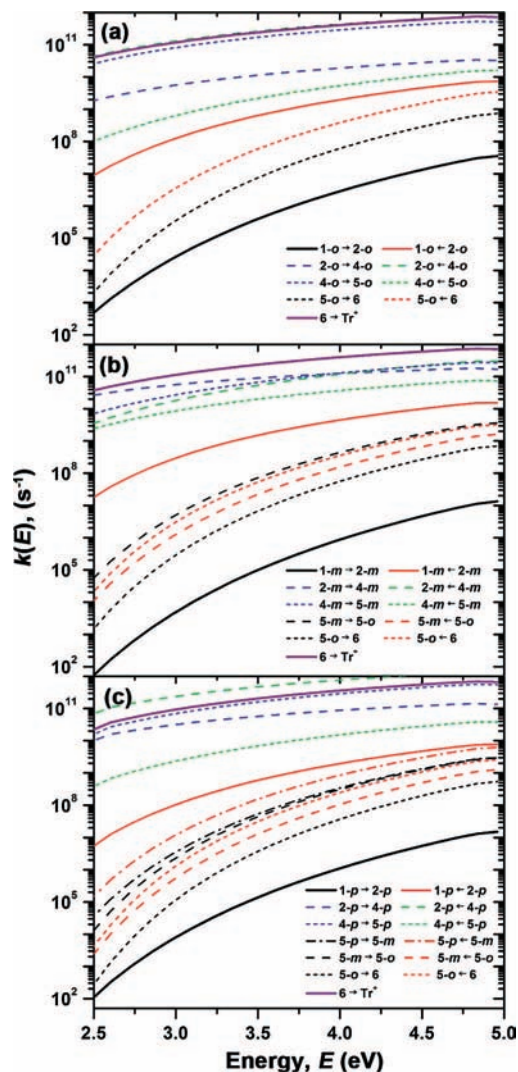 (a)
10¹¹
10⁸
10⁵
10²
1-o → 2-o 1-o ← 2-o
2-o → 4-o 2-o ← 4-o
4-o → 5-o 4-o ← 5-o
5-o → 6 5-o ← 6
6 → Tr⁺
(b)
10¹¹
10⁸
10⁵
10²
k(E), (s⁻¹)
1-m → 2-m 1-m ← 2-m
2-m → 4-m 2-m ← 4-m
4-m → 5-m 4-m ← 5-m
5-m → 5-o 5-m ← 5-o
5-o → 6 5-o ← 6
6 → Tr⁺
(c)
10¹¹
10⁸
10⁵
10²
1-p → 2-p 1-p ← 2-p
2-p → 4-p 2-p ← 4-p
4-p → 5-p 4-p ← 5-p
5-p → 5-m 5-p ← 5-m
5-m → 5-o 5-m ← 5-o
5-o → 6 5-o ← 6
6 → Tr⁺
2.5 3.0 3.5 4.0 4.5 5.0
Energy, E (eV)